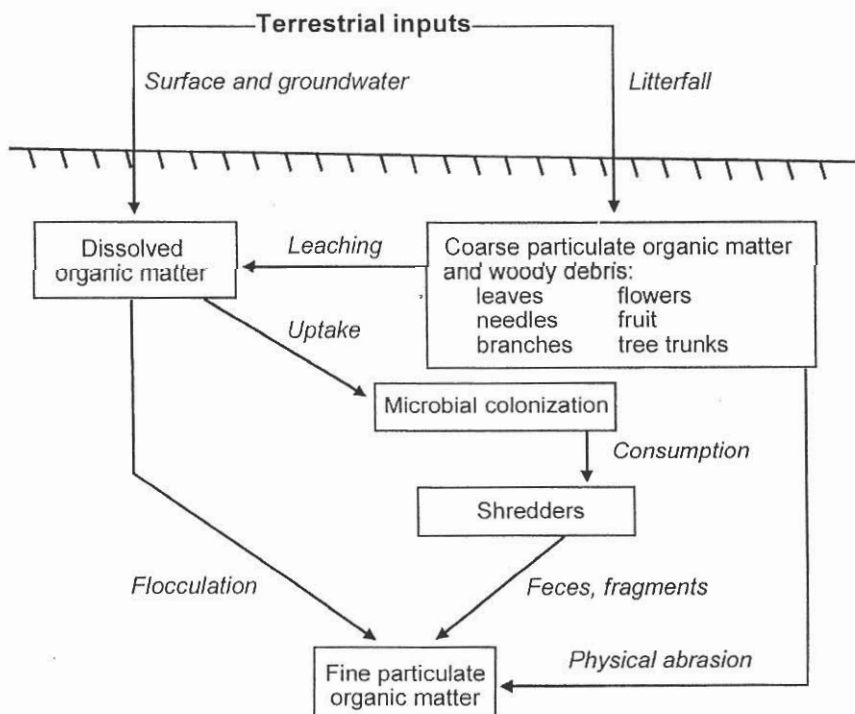 Terrestrial inputs
Surface and groundwater
Litterfall
Dissolved
organic matter
Leaching
Coarse particulate organic matter
and woody debris:
leaves flowers
needles fruit
branches tree trunks
Uptake
Microbial colonization
Consumption
Shredders
Flocculation
Feces, fragments
Physical abrasion
Fine particulate
organic matter